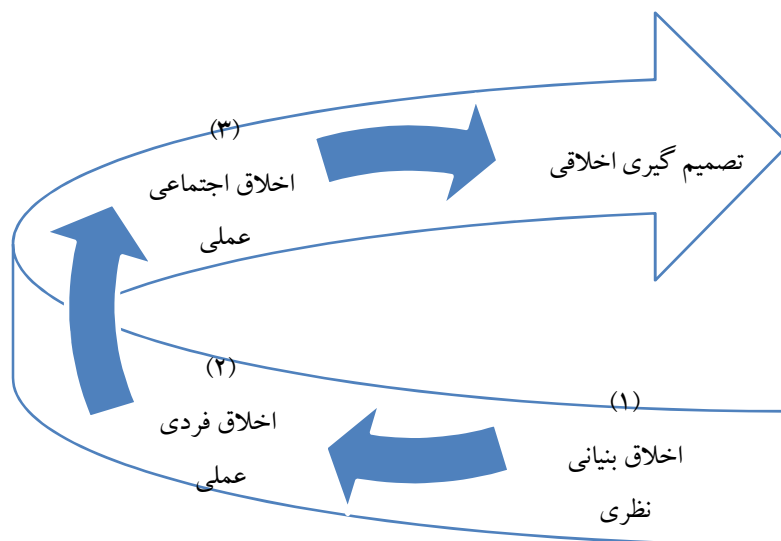 (۱)
اخلاق بنیانی
نظری
(۲)
اخلاق فردی
عملی
(۳)
اخلاق اجتماعی
عملی
تصمیم گیری اخلاقی